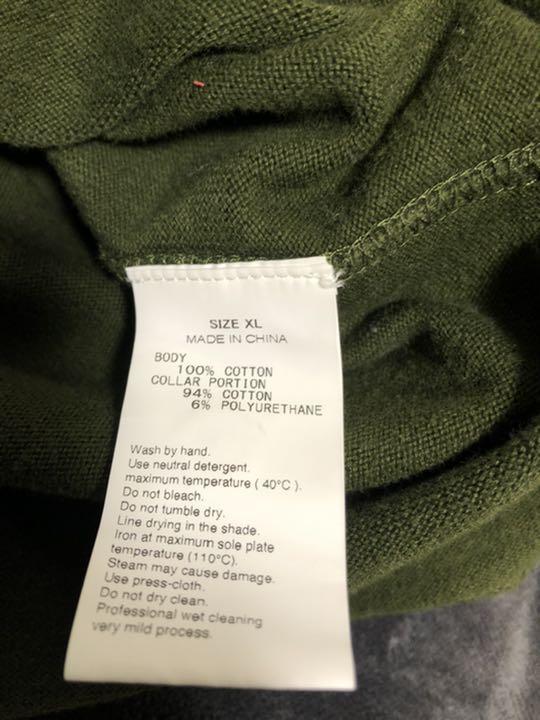 SIZE XL
MADE IN CHINA
BODY
100% COTTON
COLLAR PORTION
94% COTTON
6% POLYURETHANE
Wash by hand.
Use neutral detergent.
maximum temperature ( 40°C ).
Do not bleach.
Do not tumble dry.
Line drying in the shade.
Iron at maximum sole plate
temperature (110°C).
Steam may cause damage.
Use press-cloth.
Do not dry clean.
Professional wet cleaning
very mild process.